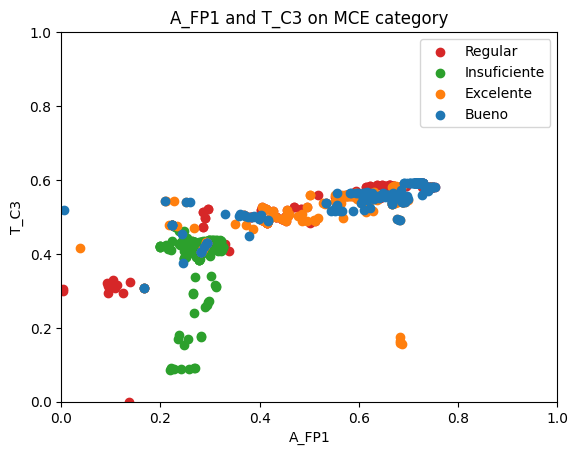 A_FP1 and T_C3 on MCE category
1.0
0.8
0.6
0.4
0.2
0.0
T_C3
Regular
Insuficiente
Excelente
Bueno
0.0 0.2 0.4 0.6 0.8 1.0
A_FP1